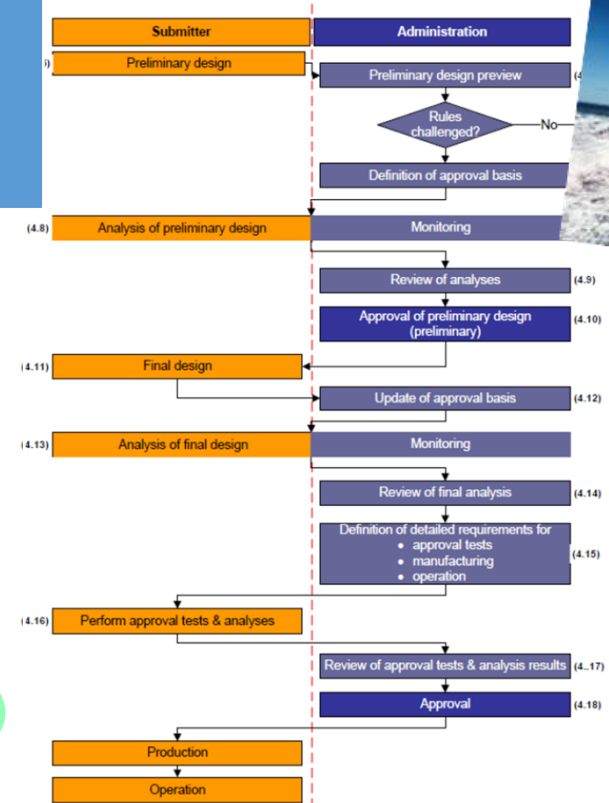 Submitter
Administration
Preliminary design
Preliminary design preview
Rules
challenged?
No
Definition of approval basis
(4.8)
Analysis of preliminary design
Monitoring
Review of analyses
(4.9)
Approval of preliminary design
(preliminary)
(4.10)
(4.11)
Final design
Update of approval basis
(4.12)
(4.13)
Analysis of final design
Monitoring
Review of final analysis
(4.14)
Definition of detailed requirements for
• approval tests
• manufacturing
• operation
(4.15)
(4.16)
Perform approval tests & analyses
Review of approval tests & analysis results
(4..17)
Approval
(4.18)
Production
Operation